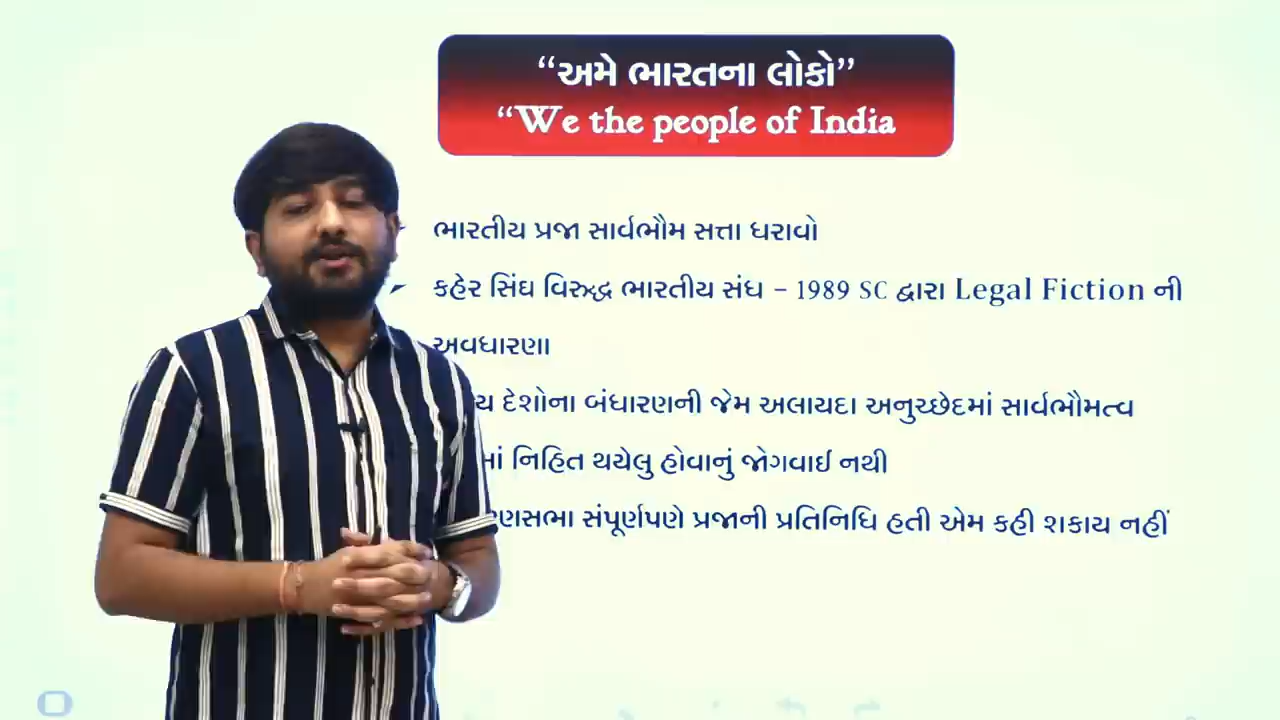 “અમે ભારતના લોકો”
“We the people of India
ભારતીય પ્રજા સાર્વભૌમ સત્તા ધરાવો
કહેર સિંઘ વિરુદ્ધ ભારતીય સંઘ – 1989 SC દ્વારા Legal Fiction ની
અવધારણા
દેશોના બંધારણની જેમ અલાયદા અનુચ્છેદમાં સાર્વભૌમત્વ
નિહિત થયેલુ હોવાનું જોગવાઈ નથી
સંપૂર્ણપણે પ્રજાની પ્રતિનિધિ હતી એમ કહી શકાય નહીં